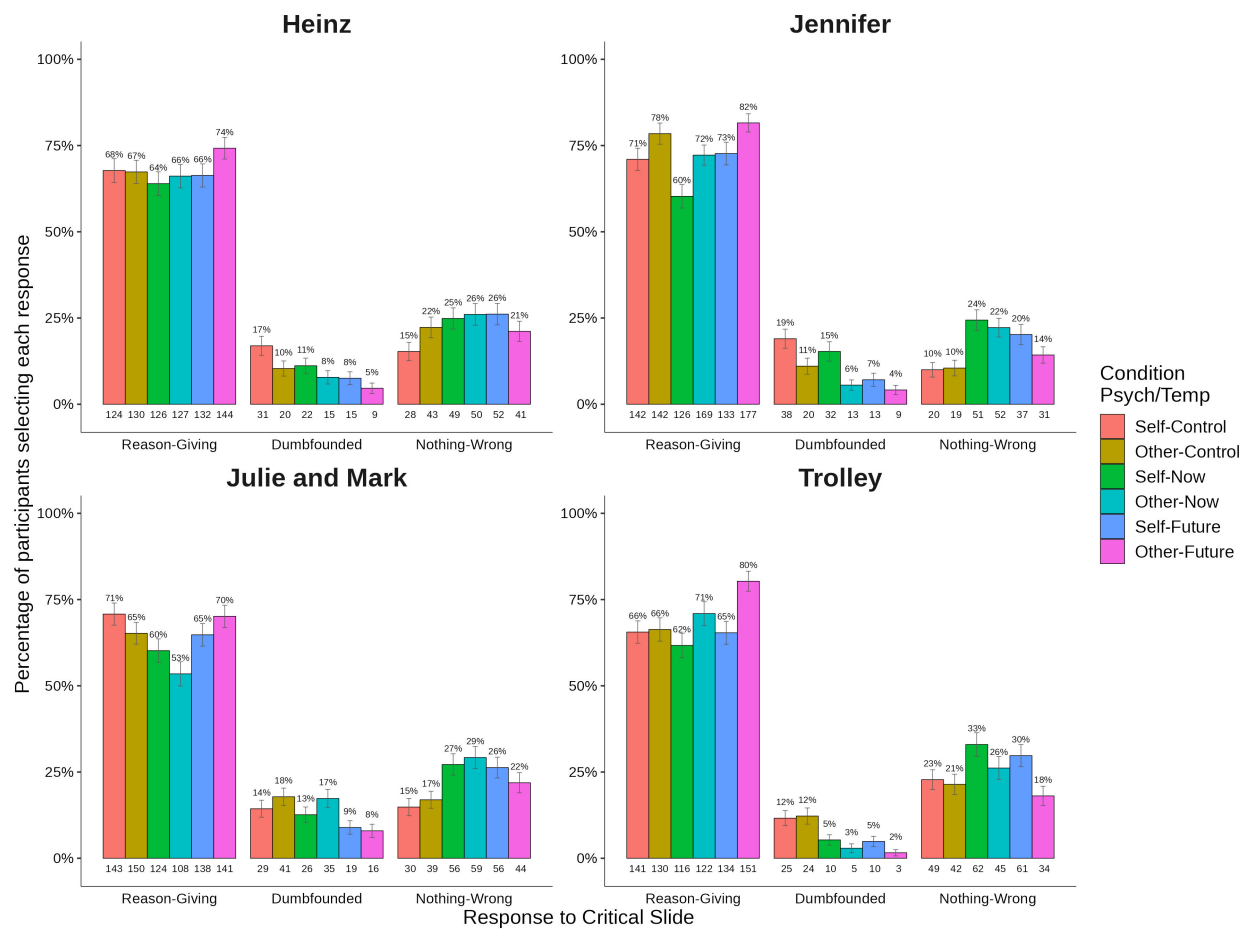 Heinz
Jennifer
Percentage of participants selecting each response
100%
75%
50%
25%
0%
68% 67% 64% 66% 66% 74%
17% 10% 11% 8% 8% 5%
15% 22% 25% 26% 26% 21%
124 130 126 127 132 144
31 20 22 15 15 9
28 43 49 50 52 41
Reason-Giving
Dumbfounded
Nothing-Wrong
100%
75%
50%
25%
0%
71% 78% 60% 72% 73% 82%
19% 11% 15% 6% 7% 4%
10% 10% 24% 22% 20% 14%
142 142 126 169 133 177
38 20 32 13 13 9
20 19 51 52 37 31
Reason-Giving
Dumbfounded
Nothing-Wrong
Julie and Mark
Trolley
100%
75%
50%
25%
0%
71% 65% 60% 53% 65% 70%
14% 18% 13% 17% 9% 8%
15% 17% 27% 29% 26% 22%
143 150 124 108 138 141
29 41 26 35 19 16
30 39 56 59 56 44
Reason-Giving
Dumbfounded
Nothing-Wrong
100%
75%
50%
25%
0%
66% 66% 62% 71% 65% 80%
12% 12% 5% 3% 5% 2%
23% 21% 33% 26% 30% 18%
141 130 116 122 134 151
25 24 10 5 10 3
49 42 62 45 61 34
Reason-Giving
Dumbfounded
Nothing-Wrong
Response to Critical Slide
Condition
Psych/Temp
Self-Control
Other-Control
Self-Now
Other-Now
Self-Future
Other-Future